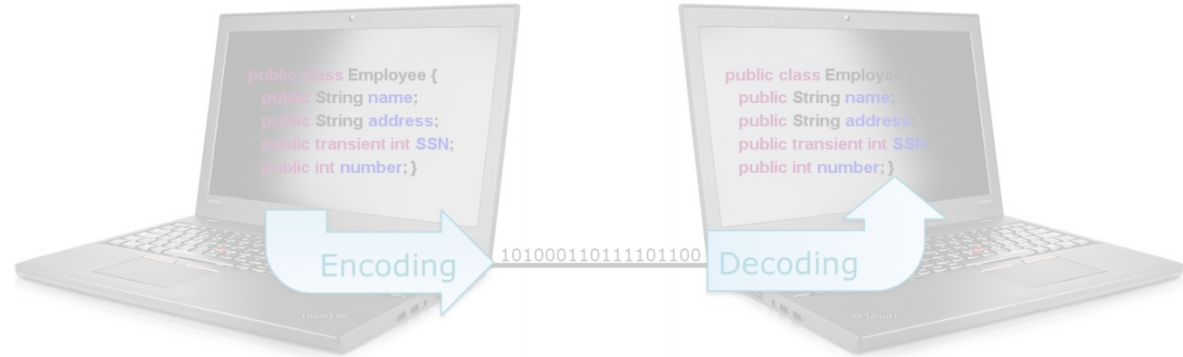 public class Employee {
public String name;
public String address;
public transient int SSN;
public int number; }
Encoding
101000110111101100
public class Employee {
public String name;
public String address;
public transient int SSN;
public int number; }
Decoding